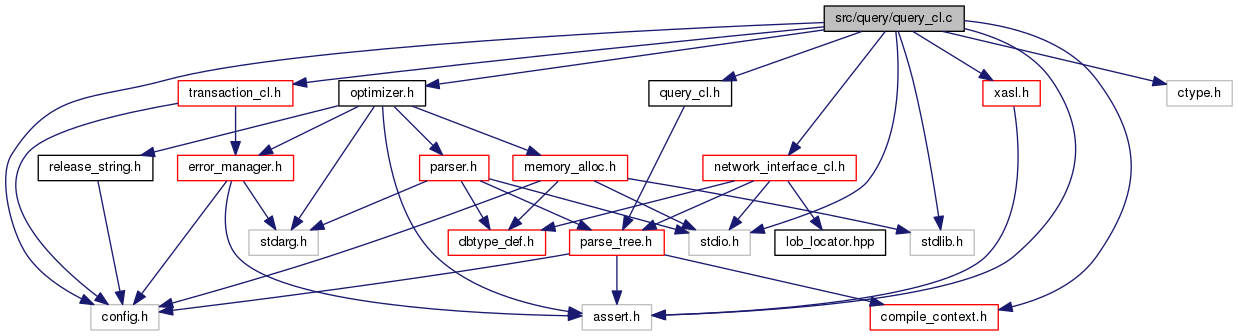 src/query/query_cl.c
transaction_cl.h
optimizer.h
query_cl.h
xasl.h
ctype.h
release_string.h
error_manager.h
parser.h
memory_alloc.h
network_interface_cl.h
stdarg.h
dbtype_def.h
parse_tree.h
stdio.h
lob_locator.hpp
stdlib.h
config.h
assert.h
compile_context.h